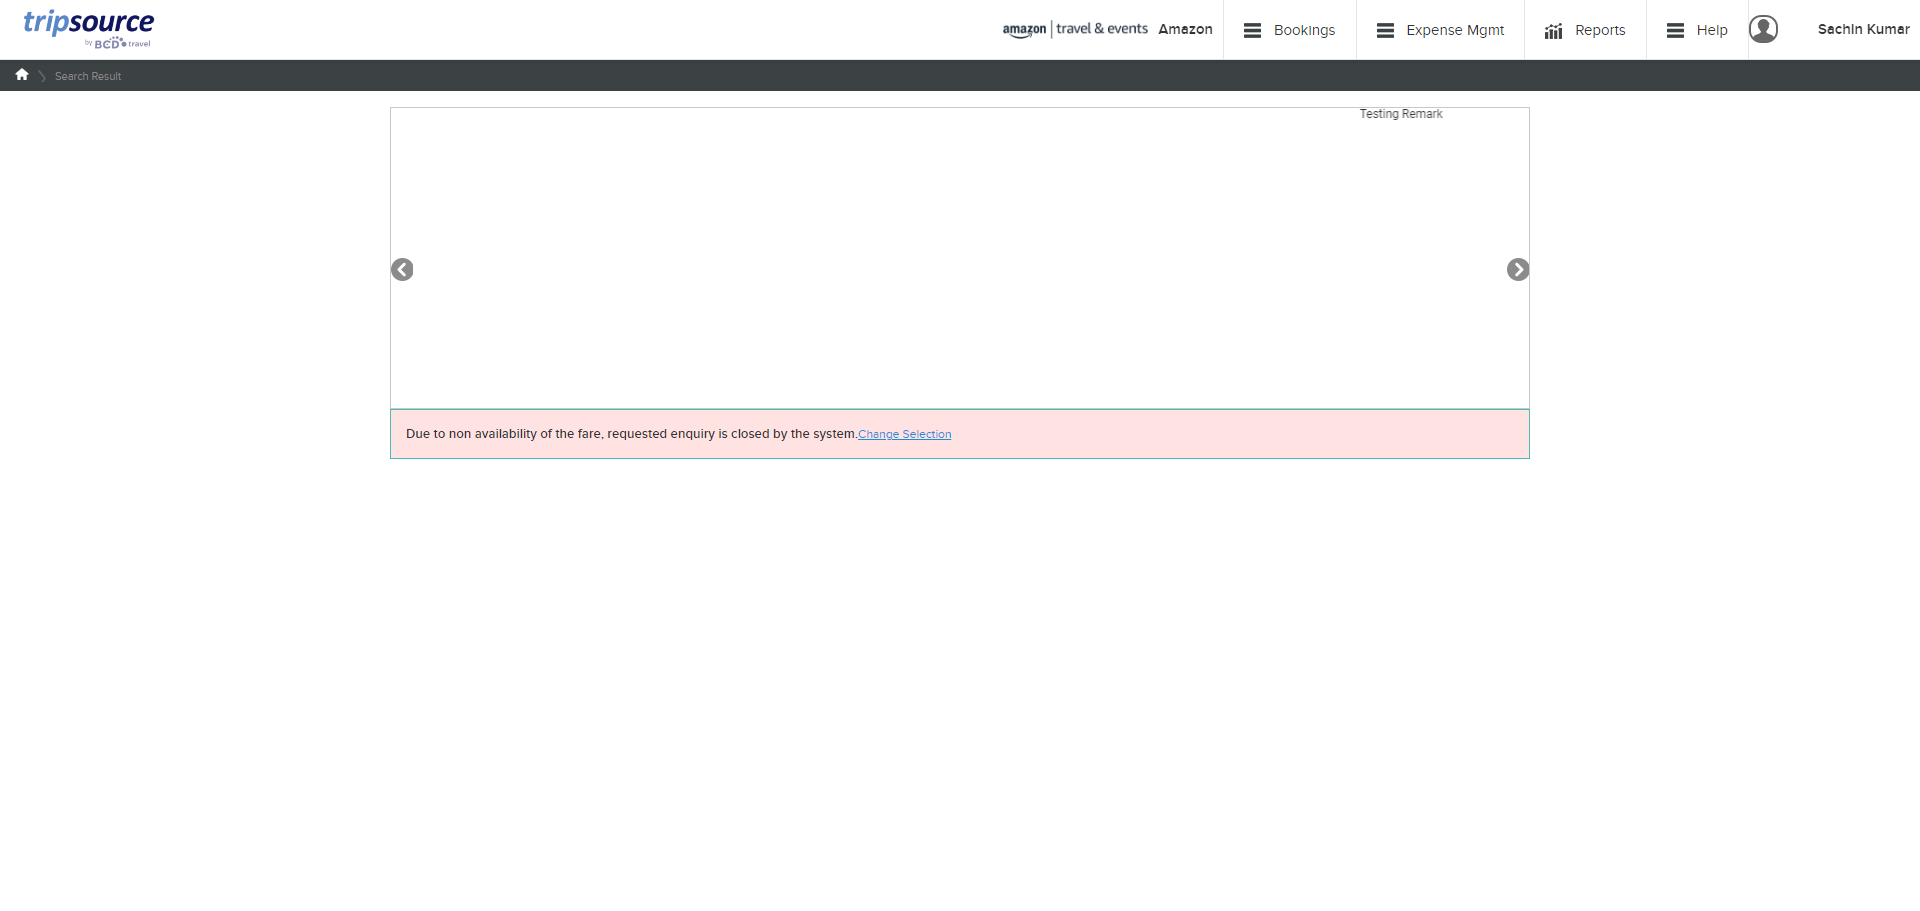 tripsource
by BCD travel
amazon | travel & events Amazon Bookings Expense Mgmt Reports Help Sachin Kumar
Search Result
Testing Remark
Due to non availability of the fare, requested enquiry is closed by the system.Change Selection